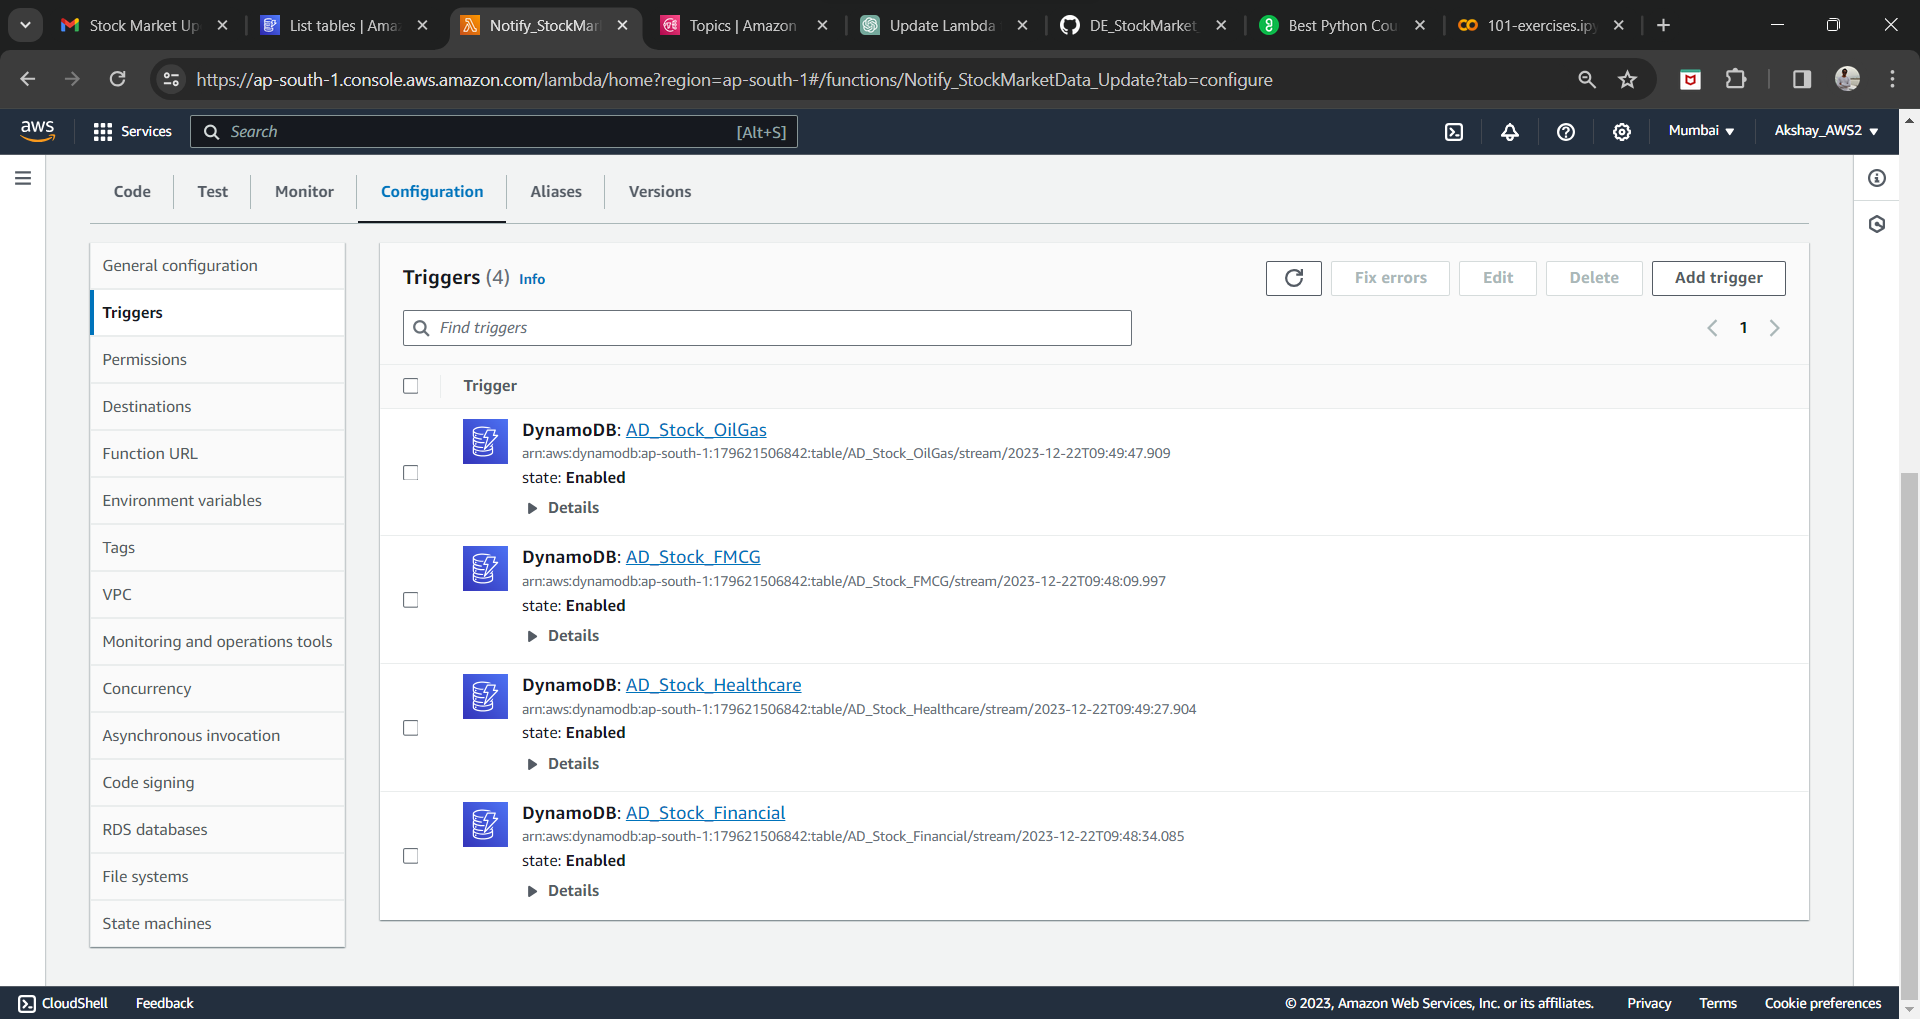 Stock Market Up
List tables | Ama
Notify_StockMar
Topics | Amazon
Update Lambda
DE_StockMarket_
Best Python Cou
101-exercises.ipy
https://ap-south-1.console.aws.amazon.com/lambda/home?region=ap-south-1#/functions/Notify_StockMarketData_Update?tab=configure
aws
Services
Search
[Alt+S]
Mumbai
Akshay_AWS2
Code
Test
Monitor
Configuration
Aliases
Versions
General configuration
Triggers
Permissions
Destinations
Function URL
Environment variables
Tags
VPC
Monitoring and operations tools
Concurrency
Asynchronous invocation
Code signing
RDS databases
File systems
State machines
Triggers (4) Info
Fix errors
Edit
Delete
Add trigger
Find triggers
1
Trigger
DynamoDB: AD_Stock_OilGas
arn:aws:dynamodb:ap-south-1:179621506842:table/AD_Stock_OilGas/stream/2023-12-22T09:49:47.909
state: Enabled
Details
DynamoDB: AD_Stock_FMCG
arn:aws:dynamodb:ap-south-1:179621506842:table/AD_Stock_FMCG/stream/2023-12-22T09:48:09.997
state: Enabled
Details
DynamoDB: AD_Stock_Healthcare
arn:aws:dynamodb:ap-south-1:179621506842:table/AD_Stock_Healthcare/stream/2023-12-22T09:49:27.904
state: Enabled
Details
DynamoDB: AD_Stock_Financial
arn:aws:dynamodb:ap-south-1:179621506842:table/AD_Stock_Financial/stream/2023-12-22T09:48:34.085
state: Enabled
Details
CloudShell
Feedback
© 2023, Amazon Web Services, Inc. or its affiliates.
Privacy
Terms
Cookie preferences